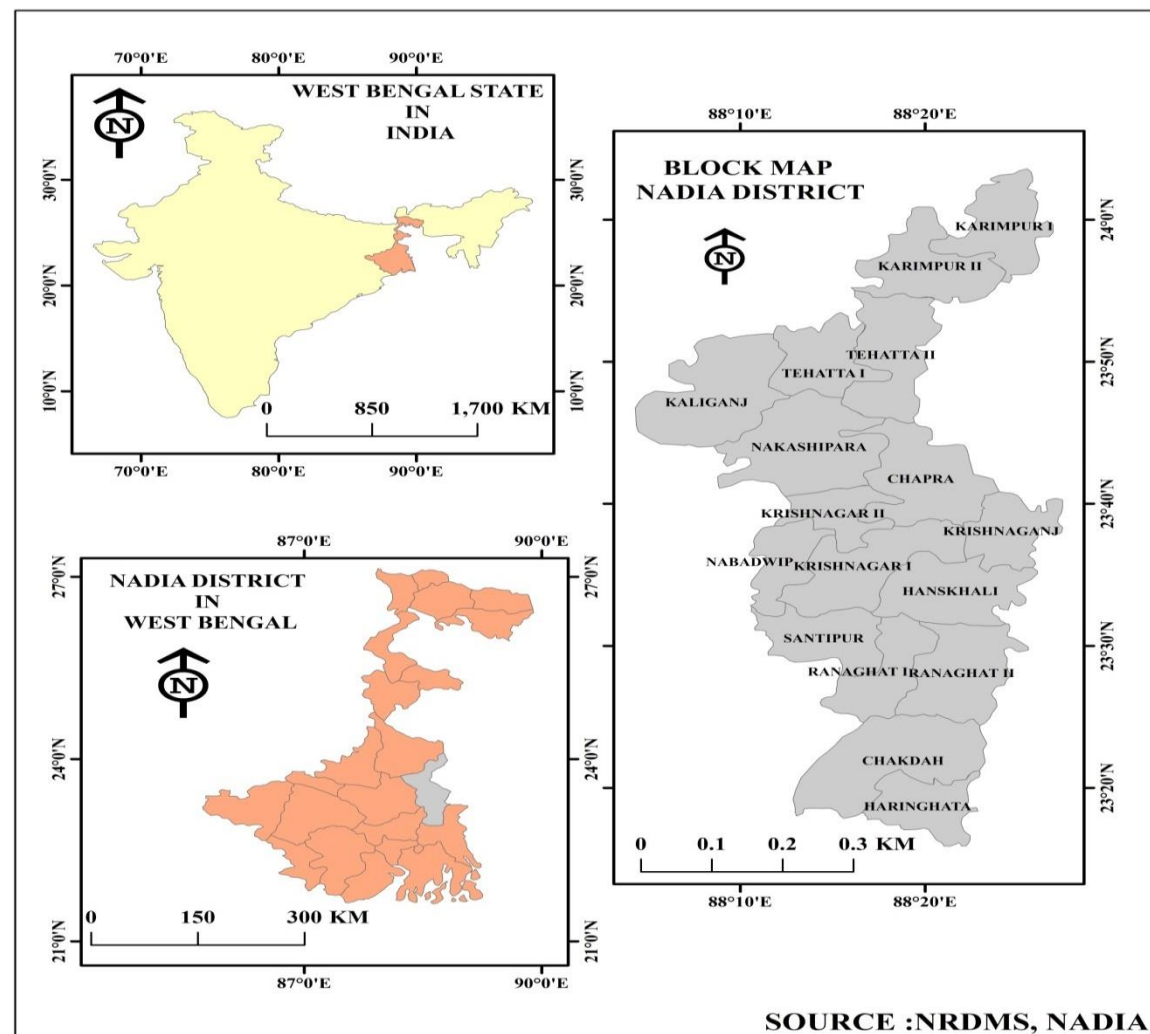 70°0'E 80°0'E 90°0'E
WEST BENGAL STATE
IN
INDIA
N
30°0'N
20°0'N
10°0'N
30°0'N
20°0'N
10°0'N
0 850 1,700 KM
70°0'E 80°0'E 90°0'E
87°0'E 90°0'E
NADIA DISTRICT
IN
WEST BENGAL
N
27°0'N
24°0'N
21°0'N
27°0'N
24°0'N
21°0'N
0 150 300 KM
87°0'E 90°0'E
88°10'E 88°20'E
BLOCK MAP
NADIA DISTRICT
N
KARIMPUR I
KARIMPUR II
TEHATTA II
TEHATTA I
KALIGANJ
NAKASHIPARA
CHAPRA
KRISHNAGAR II
KRISHNAGANJ
NABADWIP
KRISHNAGAR I
HANSKHALI
SANTIPUR
RANAGHAT I
RANAGHAT II
CHAKDAH
HARINGHATA
24°0'N
23°50'N
23°40'N
23°30'N
23°20'N
0 0.1 0.2 0.3 KM
88°10'E 88°20'E
SOURCE :NRDMS, NADIA